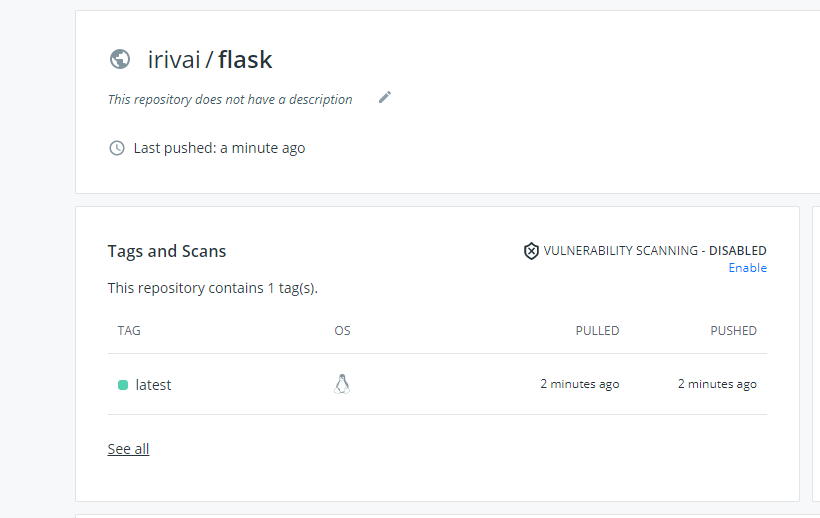 irivai / flask
This repository does not have a description
Last pushed: a minute ago
Tags and Scans
VULNERABILITY SCANNING - DISABLED
Enable
This repository contains 1 tag(s).
TAG OS PULLED PUSHED
latest 2 minutes ago 2 minutes ago
See all